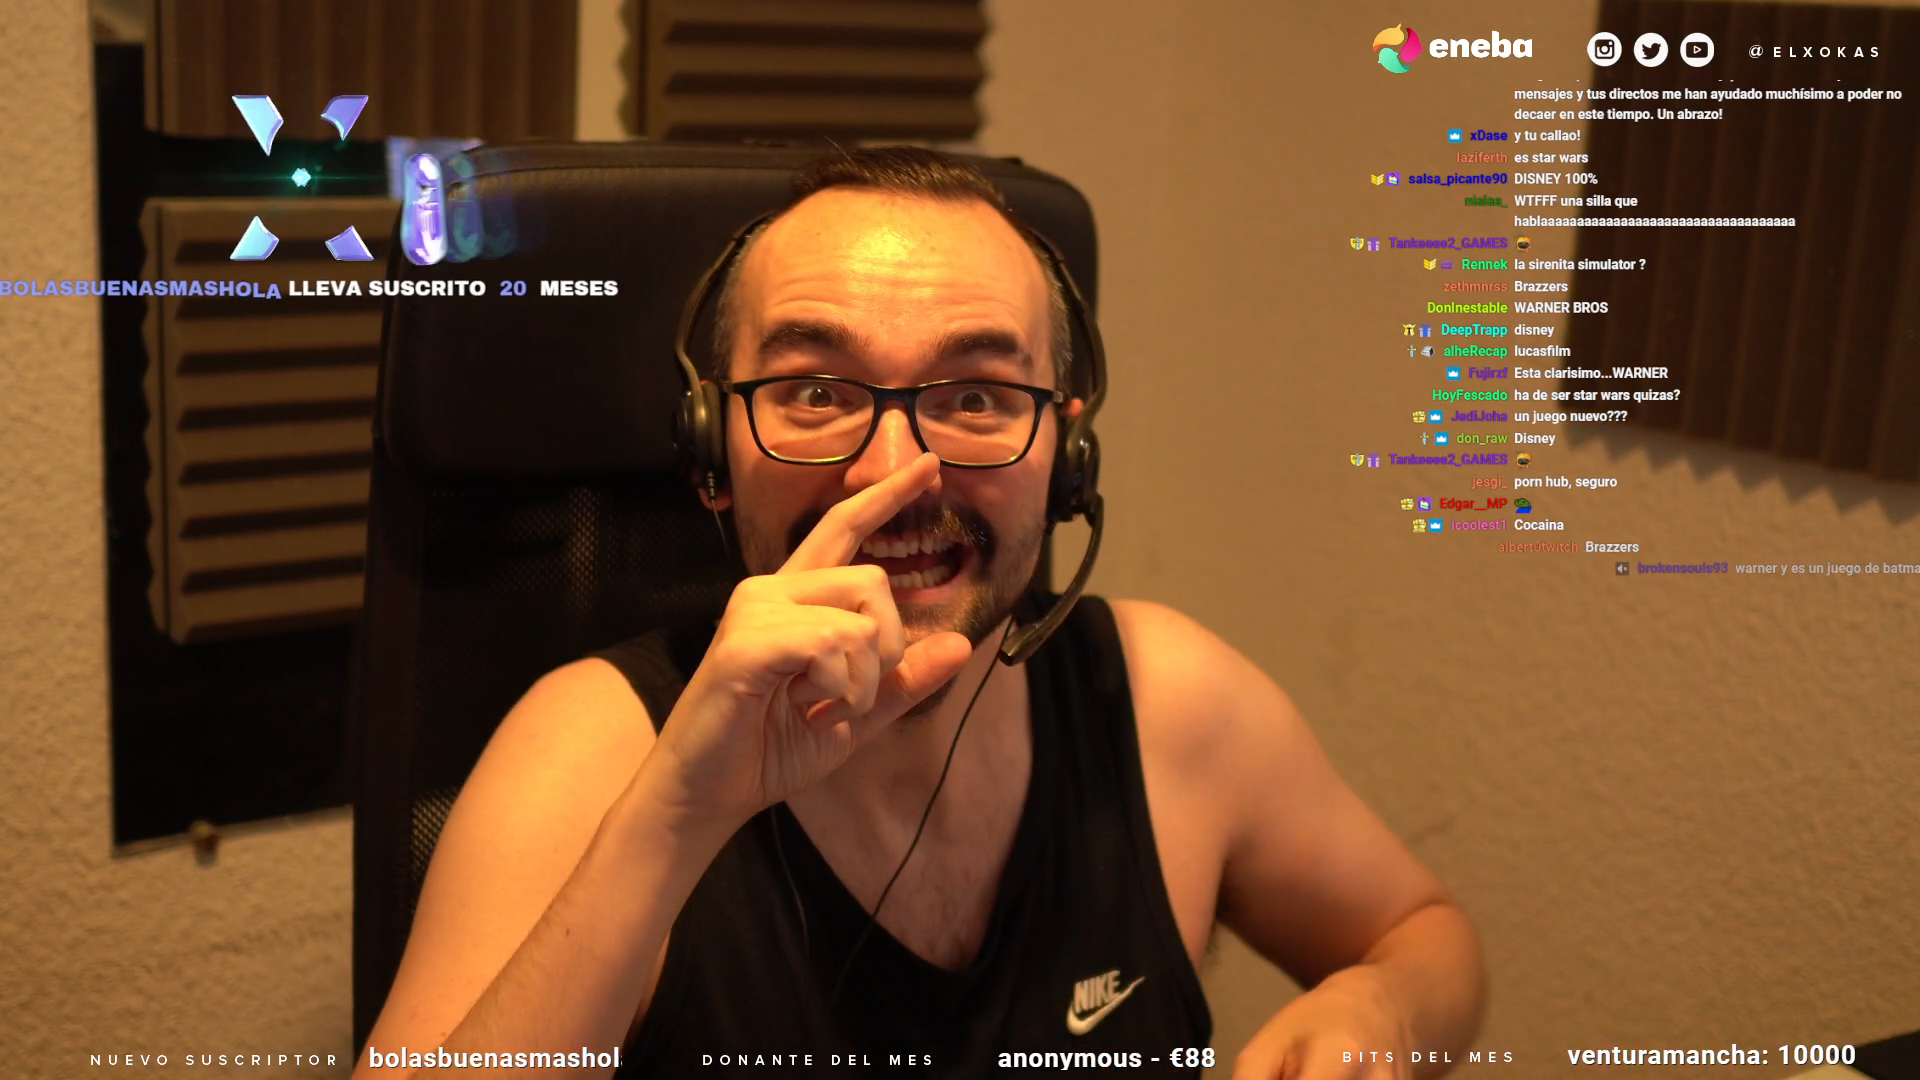 eneba
@ELXOKAS
mensajes y tus directos me han ayudado muchísimo a poder no
decaer en este tiempo. Un abrazo!
xDase y tu callao!
laziferth es star wars
salsa_picante90 DISNEY 100%
nialaa_ WTFFF una silla que
hablaaaaaaaaaaaaaaaaaaaaaaaaaaaaaaaaaaa
Tankeeee2_GAMES
Rennek la sirenita simulator ?
zethmnrss Brazzers
DonInestable WARNER BROS
DeepTrapp disney
alheRecap lucasfilm
Fujirzf Esta clarisimo...WARNER
HoyFescado ha de ser star wars quizas?
JediJoha un juego nuevo???
don_raw Disney
Tankeeee2_GAMES
jesgi_ porn hub, seguro
Edgar__MP
icoolest1 Cocaina
albert0twitch Brazzers
brokensouls93 warner y es un juego de batma
BOLASBUENASMASHOLA LLEVA SUSCRITO 20 MESES
NIKE
NUEVO SUSCRIPTOR bolasbuenasmashol
DONANTE DEL MES anonymous - €88
BITS DEL MES venturamancha: 10000